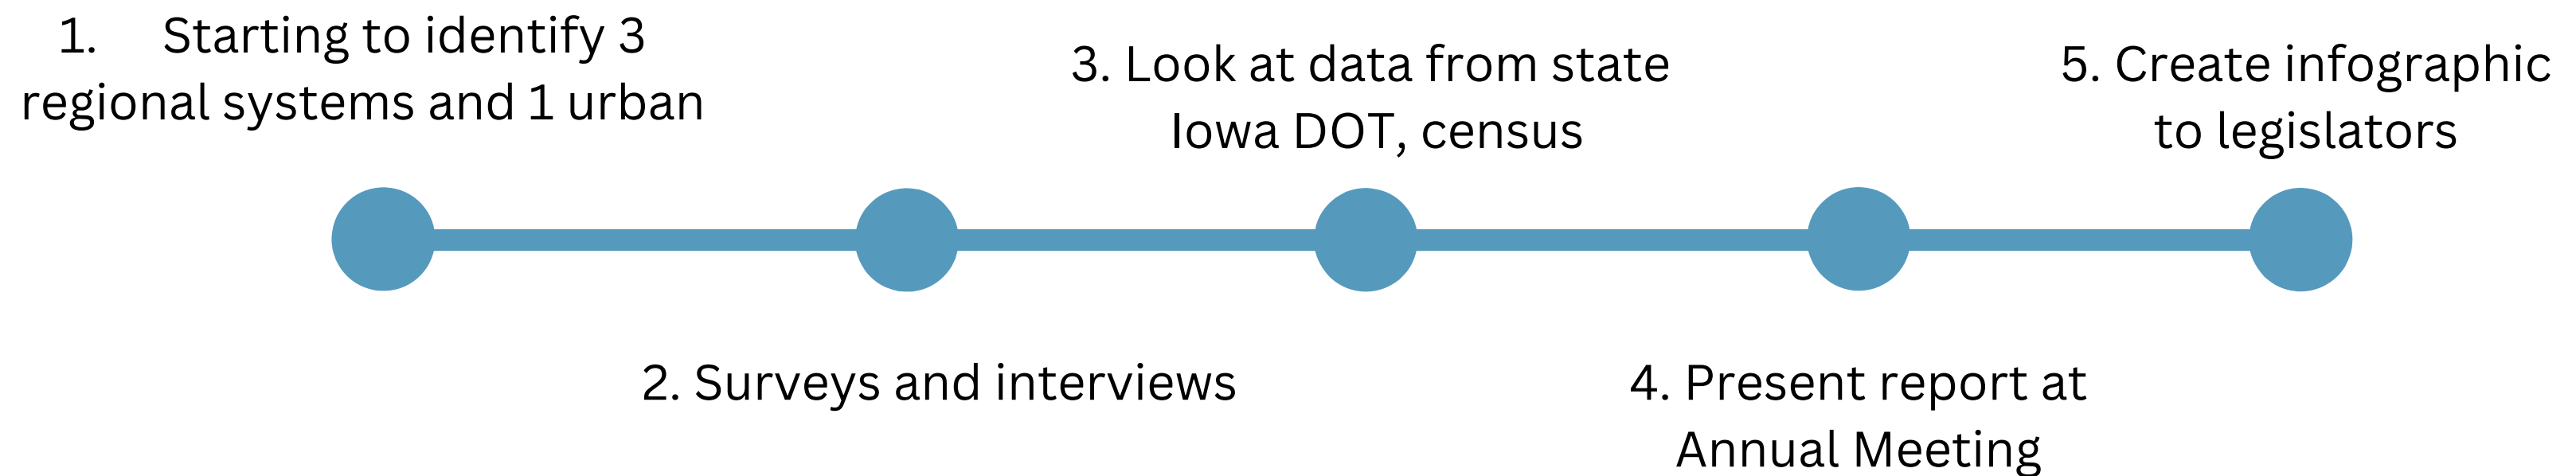 1. Starting to identify 3
regional systems and 1 urban
2. Surveys and interviews
3. Look at data from state
Iowa DOT, census
4. Present report at
Annual Meeting
5. Create infographic
to legislators